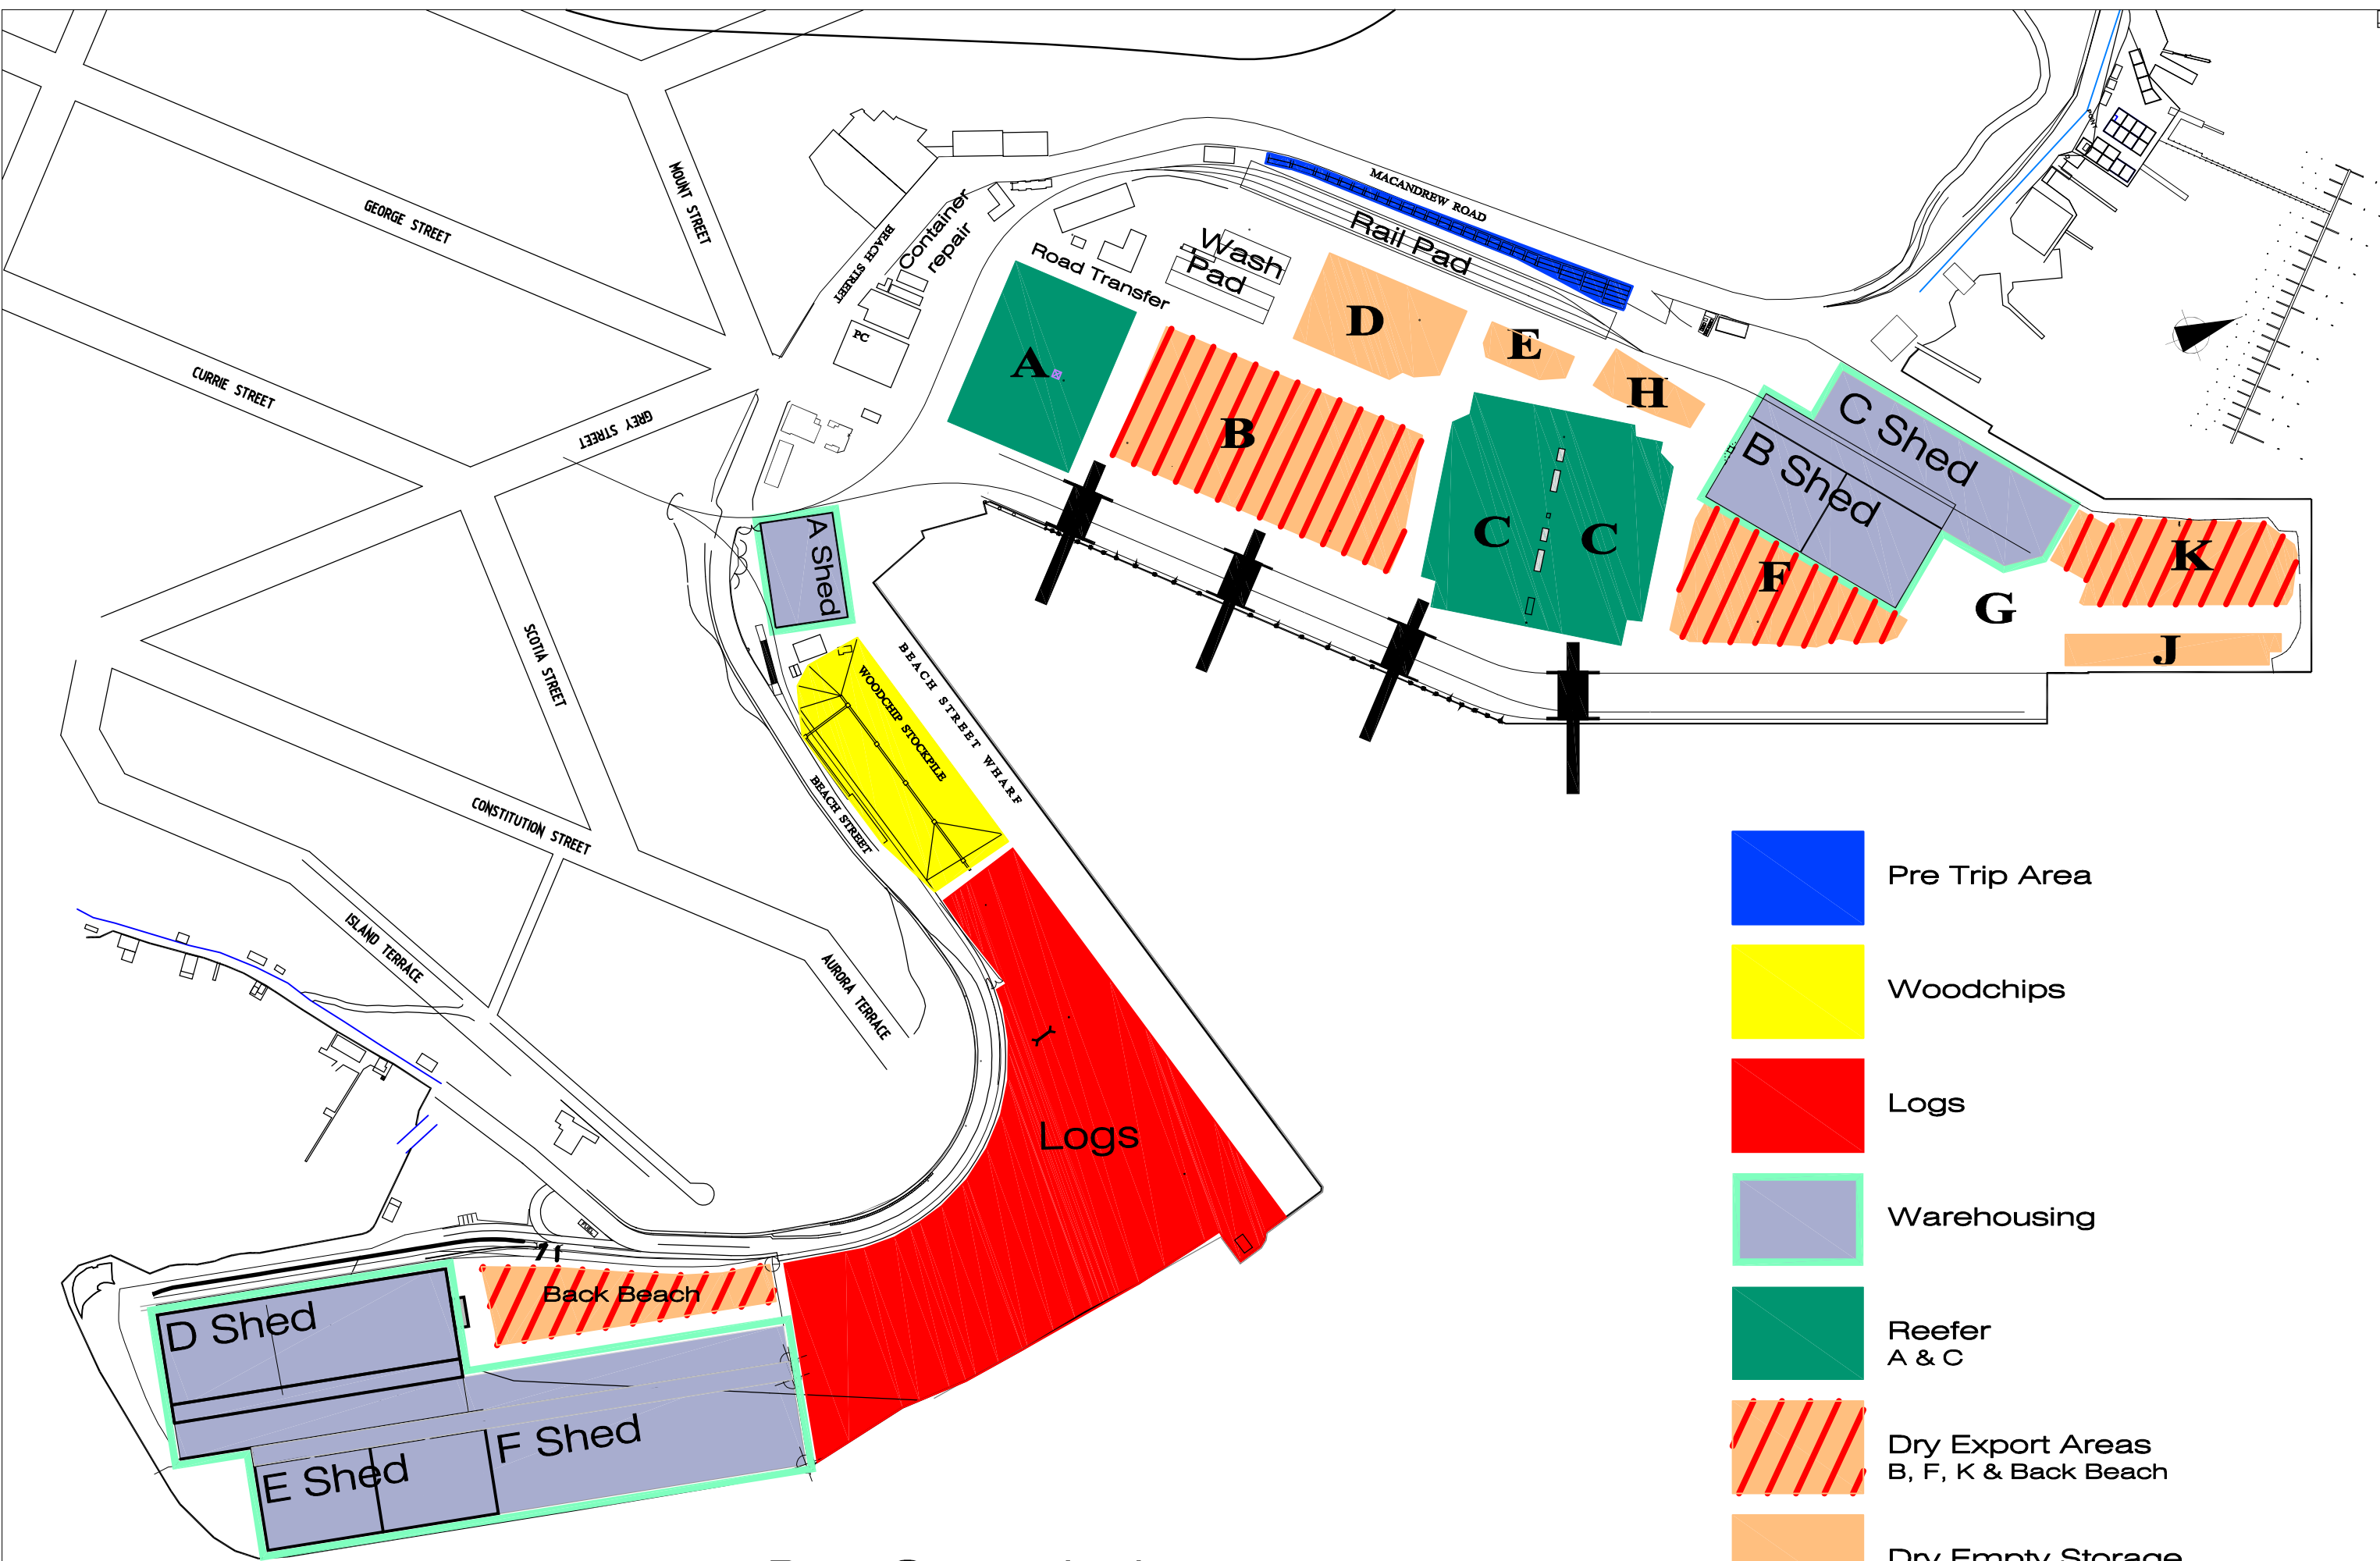 GEORGE STREET
MOUNT STREET
CURRIE STREET
GREY STREET
SCOTIA STREET
CONSTITUTION STREET
ISLAND TERRACE
AURORA TERRACE
BEACH STREET
Container
repair
PC
Road Transfer
Wash
Pad
Rail Pad
MACANDREW ROAD
A
B
D
E
H
C
C
F
G
K
J
C Shed
B Shed
A Shed
WOODCHIP STOCKPILE
BEACH STREET WHARF
BEACH STREET
Y
Logs
Back Beach
D Shed
E Shed
F Shed
Pre Trip Area
Woodchips
Logs
Warehousing
Reefer
A & C
Dry Export Areas
B, F, K & Back Beach
Dry Empty Storage